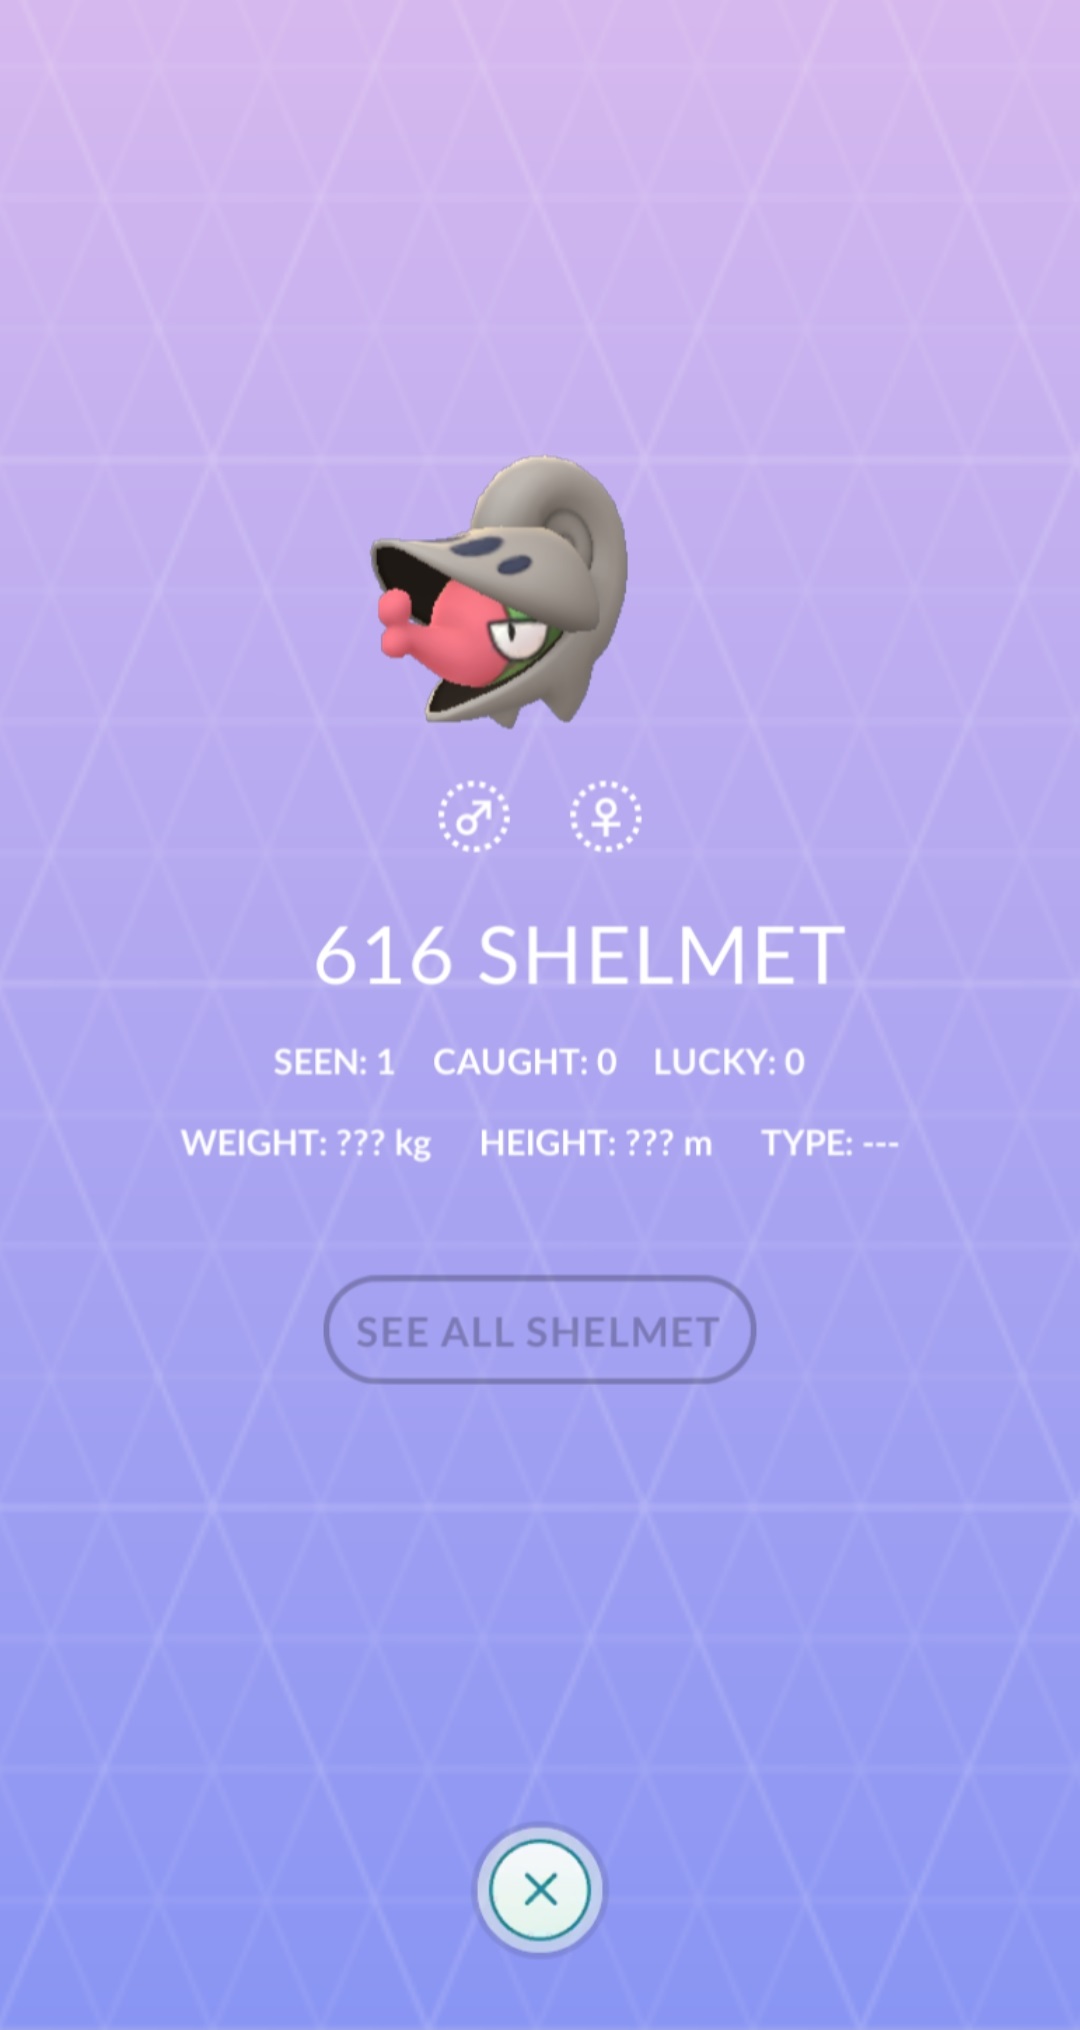 616 SHELMET
SEEN: 1 CAUGHT: 0 LUCKY: 0
WEIGHT: ??? kg HEIGHT: ??? m TYPE: ---
SEE ALL SHELMET